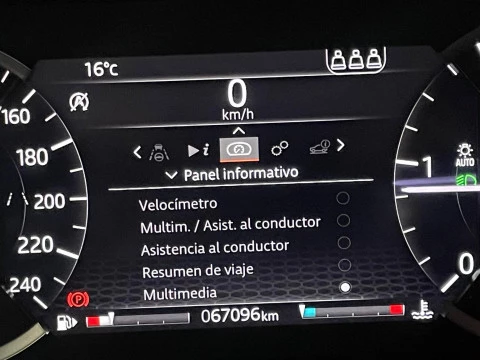 16°C
0
km/h
160
180
200
220
240
i
Panel informativo
Velocímetro
Multim. / Asist. al conductor
Asistencia al conductor
Resumen de viaje
Multimedia
067096km
P
A
AUTO
1
0